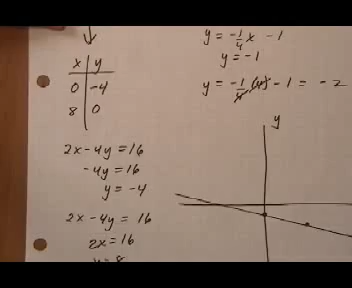 x y
0 -4
8 0
2x-4y=16
-4y=16
y=-4
2x-4y=16
2x=16
y=-1/4x -1
y=-1
y=-1/4(4)-1=-2
y